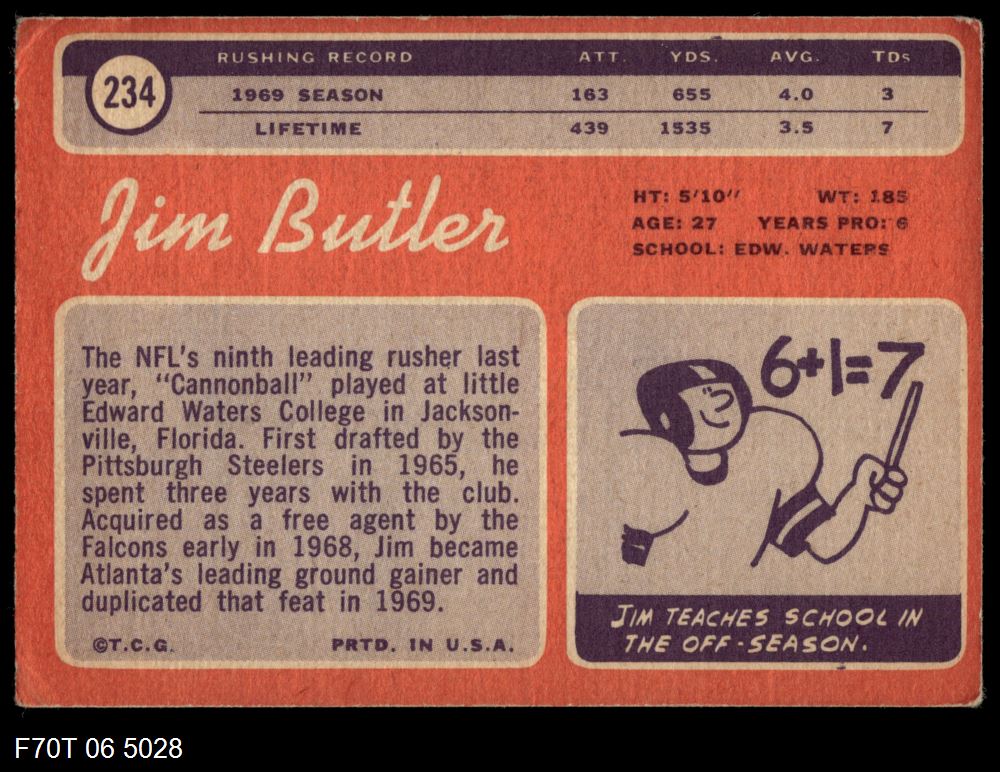 234
RUSHING RECORD ATT. YDS. AVG. TDs
1969 SEASON 163 655 4.0 3
LIFETIME 439 1535 3.5 7
Jim Butler
HT: 5'10" WT: 185
AGE: 27 YEARS PRO: 6
SCHOOL: EDW. WATERS
The NFL's ninth leading rusher last
year, "Cannonball" played at little
Edward Waters College in Jackson-
ville, Florida. First drafted by the
Pittsburgh Steelers in 1965, he
spent three years with the club.
Acquired as a free agent by the
Falcons early in 1968, Jim became
Atlanta's leading ground gainer and
duplicated that feat in 1969.
©T.C.G. PRTD. IN U.S.A.
6+1=7
JIM TEACHES SCHOOL IN
THE OFF-SEASON.
F70T 06 5028